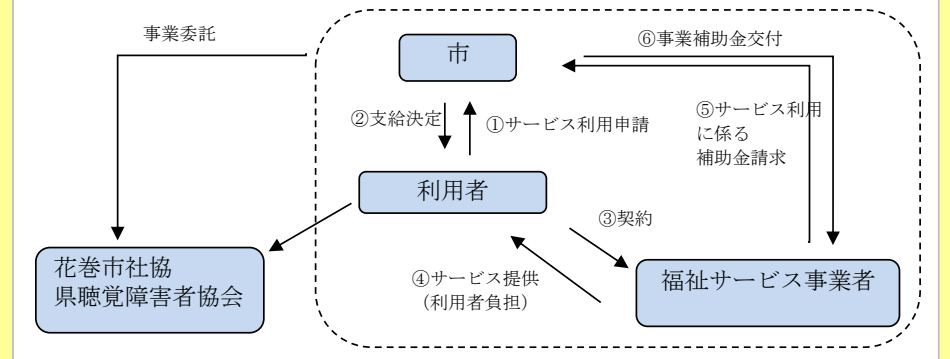 事業委託
市
⑥事業補助金交付
②支給決定
①サービス利用申請
⑤サービス利用
に係る
補助金請求
利用者
③契約
花巻市社協
県聴覚障害者協会
④サービス提供
（利用者負担）
福祉サービス事業者